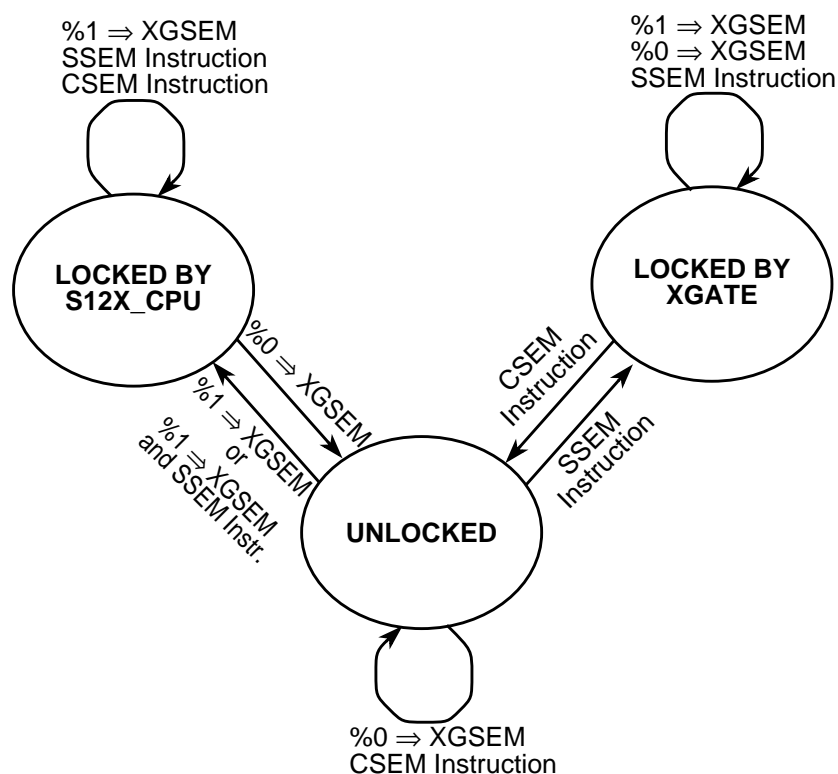 %1 ⇒ XGSEM
SSEM Instruction
CSEM Instruction
%1 ⇒ XGSEM
%0 ⇒ XGSEM
SSEM Instruction
LOCKED BY
S12X_CPU
LOCKED BY
XGATE
%0 ⇒ XGSEM
%1 ⇒ XGSEM
or
%1 ⇒ XGSEM
and SSEM Instr.
CSEM
Instruction
SSEM
Instruction
UNLOCKED
%0 ⇒ XGSEM
CSEM Instruction